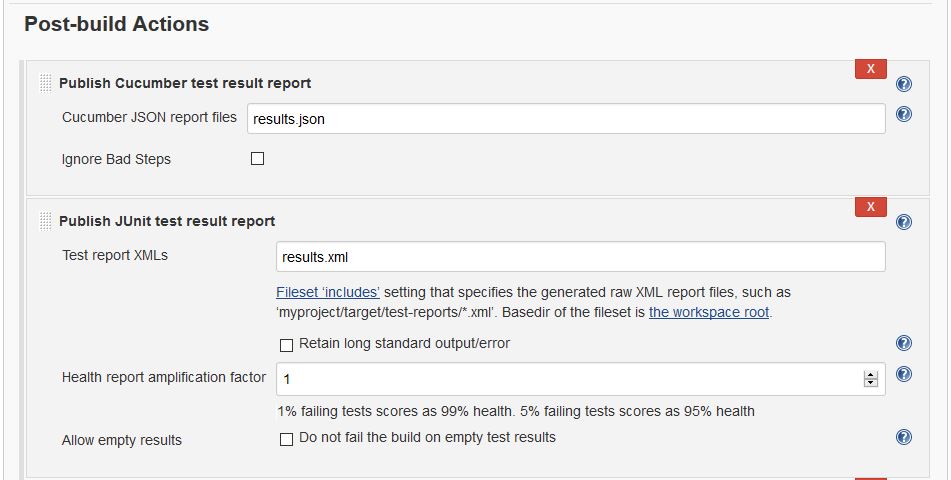 Post-build Actions
X
Publish Cucumber test result report
?
Cucumber JSON report files results.json ?
Ignore Bad Steps
X
Publish JUnit test result report
?
Test report XMLs results.xml
Fileset ‘includes’ setting that specifies the generated raw XML report files, such as
‘myproject/target/test-reports/*.xml’. Basedir of the fileset is the workspace root.
Retain long standard output/error ?
Health report amplification factor 1 ?
1% failing tests scores as 99% health. 5% failing tests scores as 95% health
Allow empty results Do not fail the build on empty test results ?